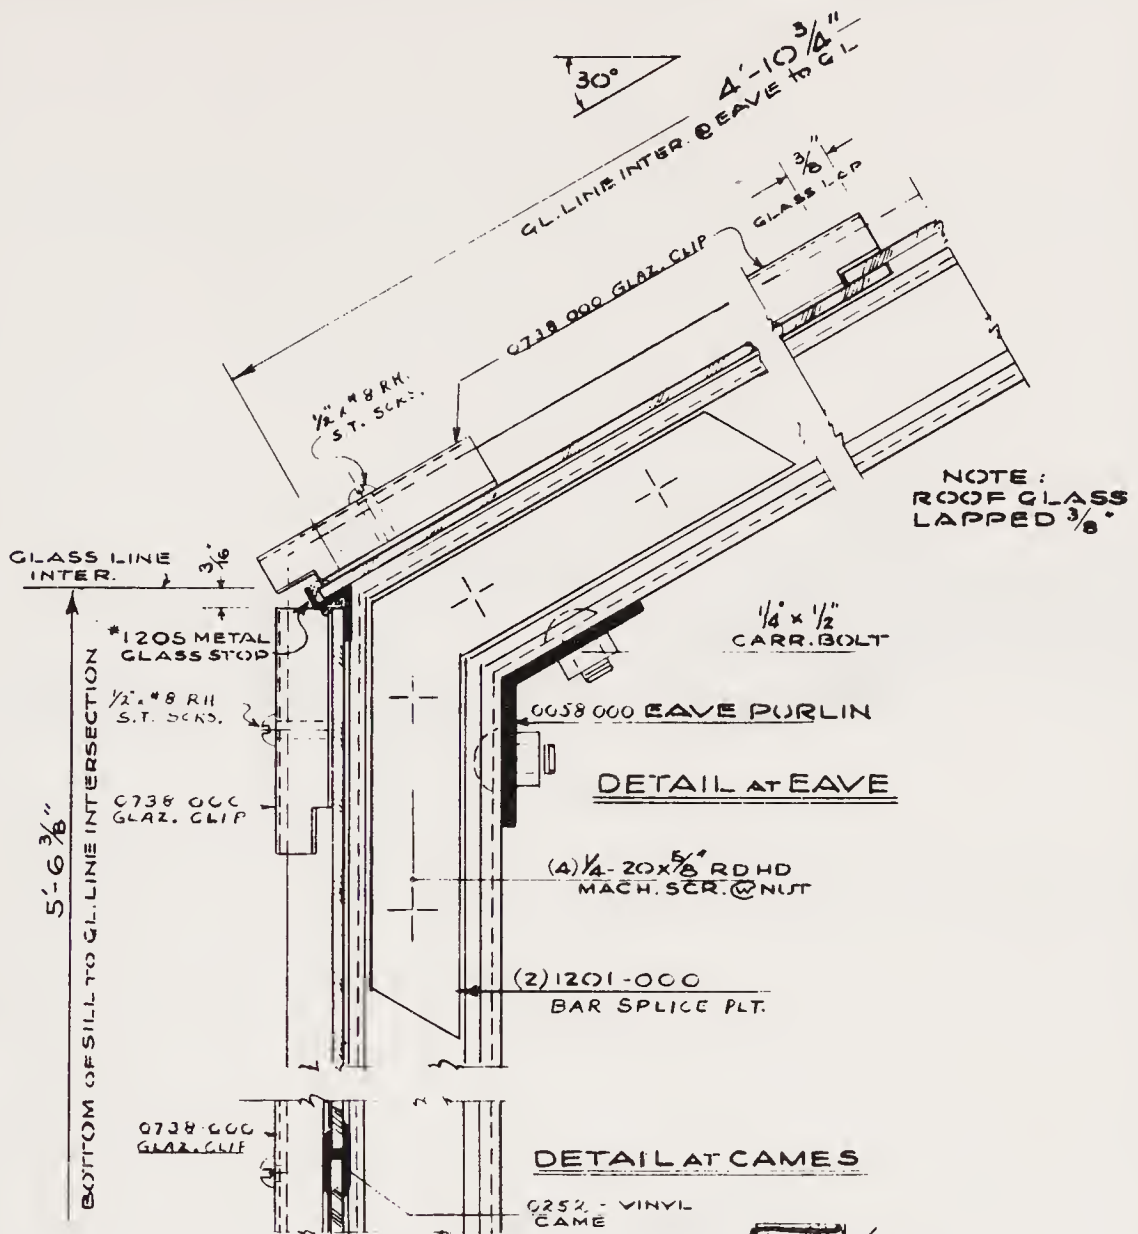 30°
4'-10 3/4"
GL. LINE INTER. @ EAVE to GL
3/8"
GLASS LAP
0738 000 GLAZ. CLIP
1/2" x #8 RH.
S.T. SCRS.
NOTE :
ROOF GLASS
LAPPED 3/8"
GLASS LINE
INTER.
3/16"
#1205 METAL
GLASS STOP
1/4" x 1/2"
CARR. BOLT
1/2" x #8 RH
S.T. SCRS.
0058 000 EAVE PURLIN
DETAIL AT EAVE
0738 000
GLAZ. CLIP
5'-6 3/8"
BOTTOM OF SILL TO GL. LINE INTERSECTION
(4) 1/4-20x5/8" RD HD
MACH. SCR. @ W NUT
(2) 1201-000
BAR SPLICE PLT.
0738-000
GLAZ. CLIP
DETAIL AT CAMES
0252 - VINYL
CAME